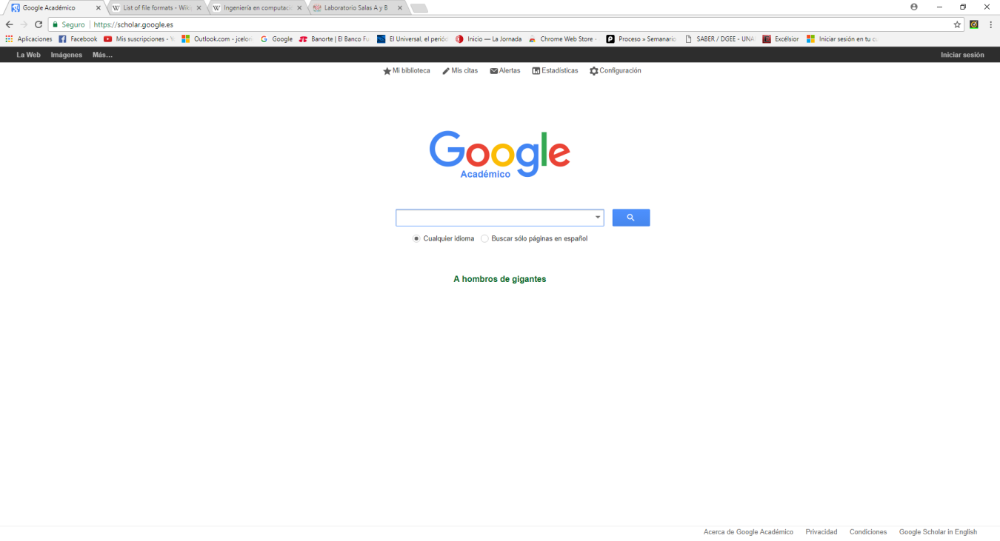 Google Académico
List of file formats - Wiki
Ingeniería en computació
Laboratorio Salas A y B
Seguro | https://scholar.google.es
Aplicaciones Facebook Mis suscripciones - Y Outlook.com - jcelon Google Banorte | El Banco Fu El Universal, el periód Inicio — La Jornada Chrome Web Store - Proceso » Semanario SABER / DGEE - UNA Excélsior Iniciar sesión en tu c
La Web Imágenes Más... Iniciar sesión
Mi biblioteca Mis citas Alertas Estadísticas Configuración
Google
Académico
Cualquier idioma Buscar sólo páginas en español
A hombros de gigantes
Acerca de Google Académico Privacidad Condiciones Google Scholar in English